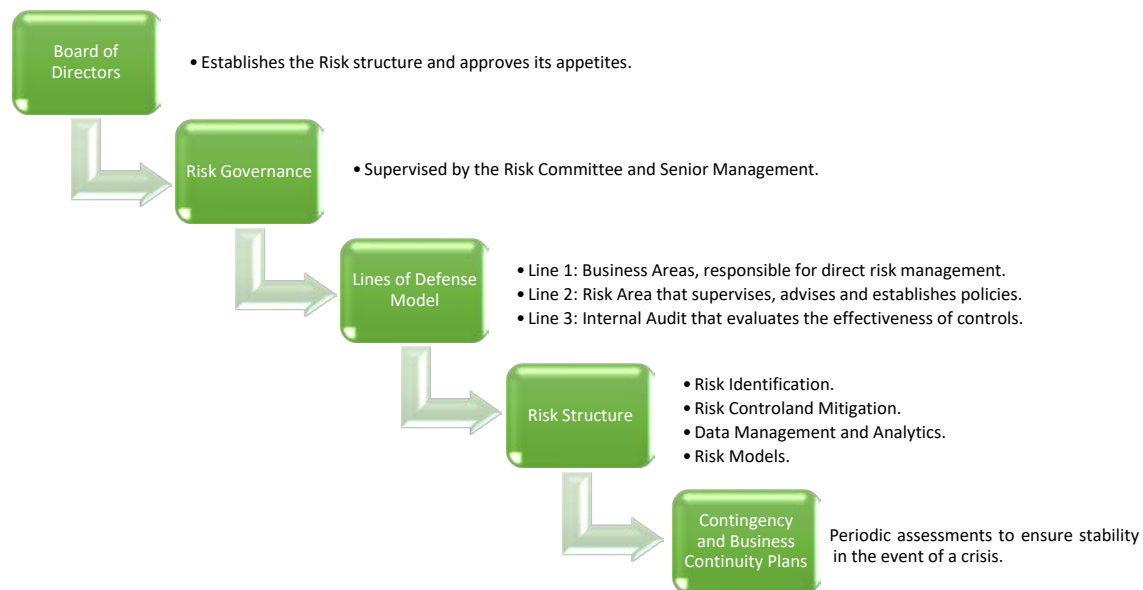 Board of
Directors
• Establishes the Risk structure and approves its appetites.
Risk Governance
• Supervised by the Risk Committee and Senior Management.
Lines of Defense
Model
• Line 1: Business Areas, responsible for direct risk management.
• Line 2: Risk Area that supervises, advises and establishes policies.
• Line 3: Internal Audit that evaluates the effectiveness of controls.
Risk Structure
• Risk Identification.
• Risk Controland Mitigation.
• Data Management and Analytics.
• Risk Models.
Contingency
and Business
Continuity Plans
Periodic assessments to ensure stability
in the event of a crisis.